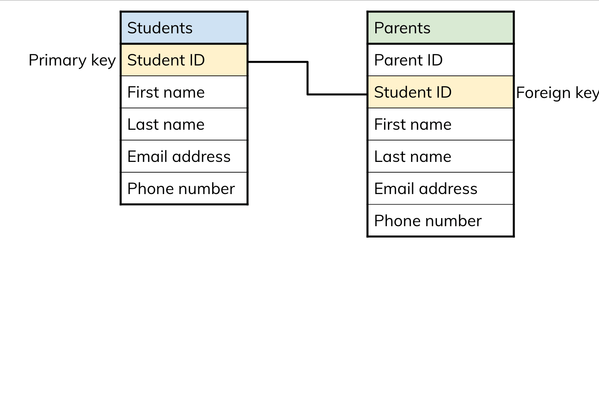 Students
Primary key
Student ID
First name
Last name
Email address
Phone number
Parents
Parent ID
Student ID
Foreign key
First name
Last name
Email address
Phone number